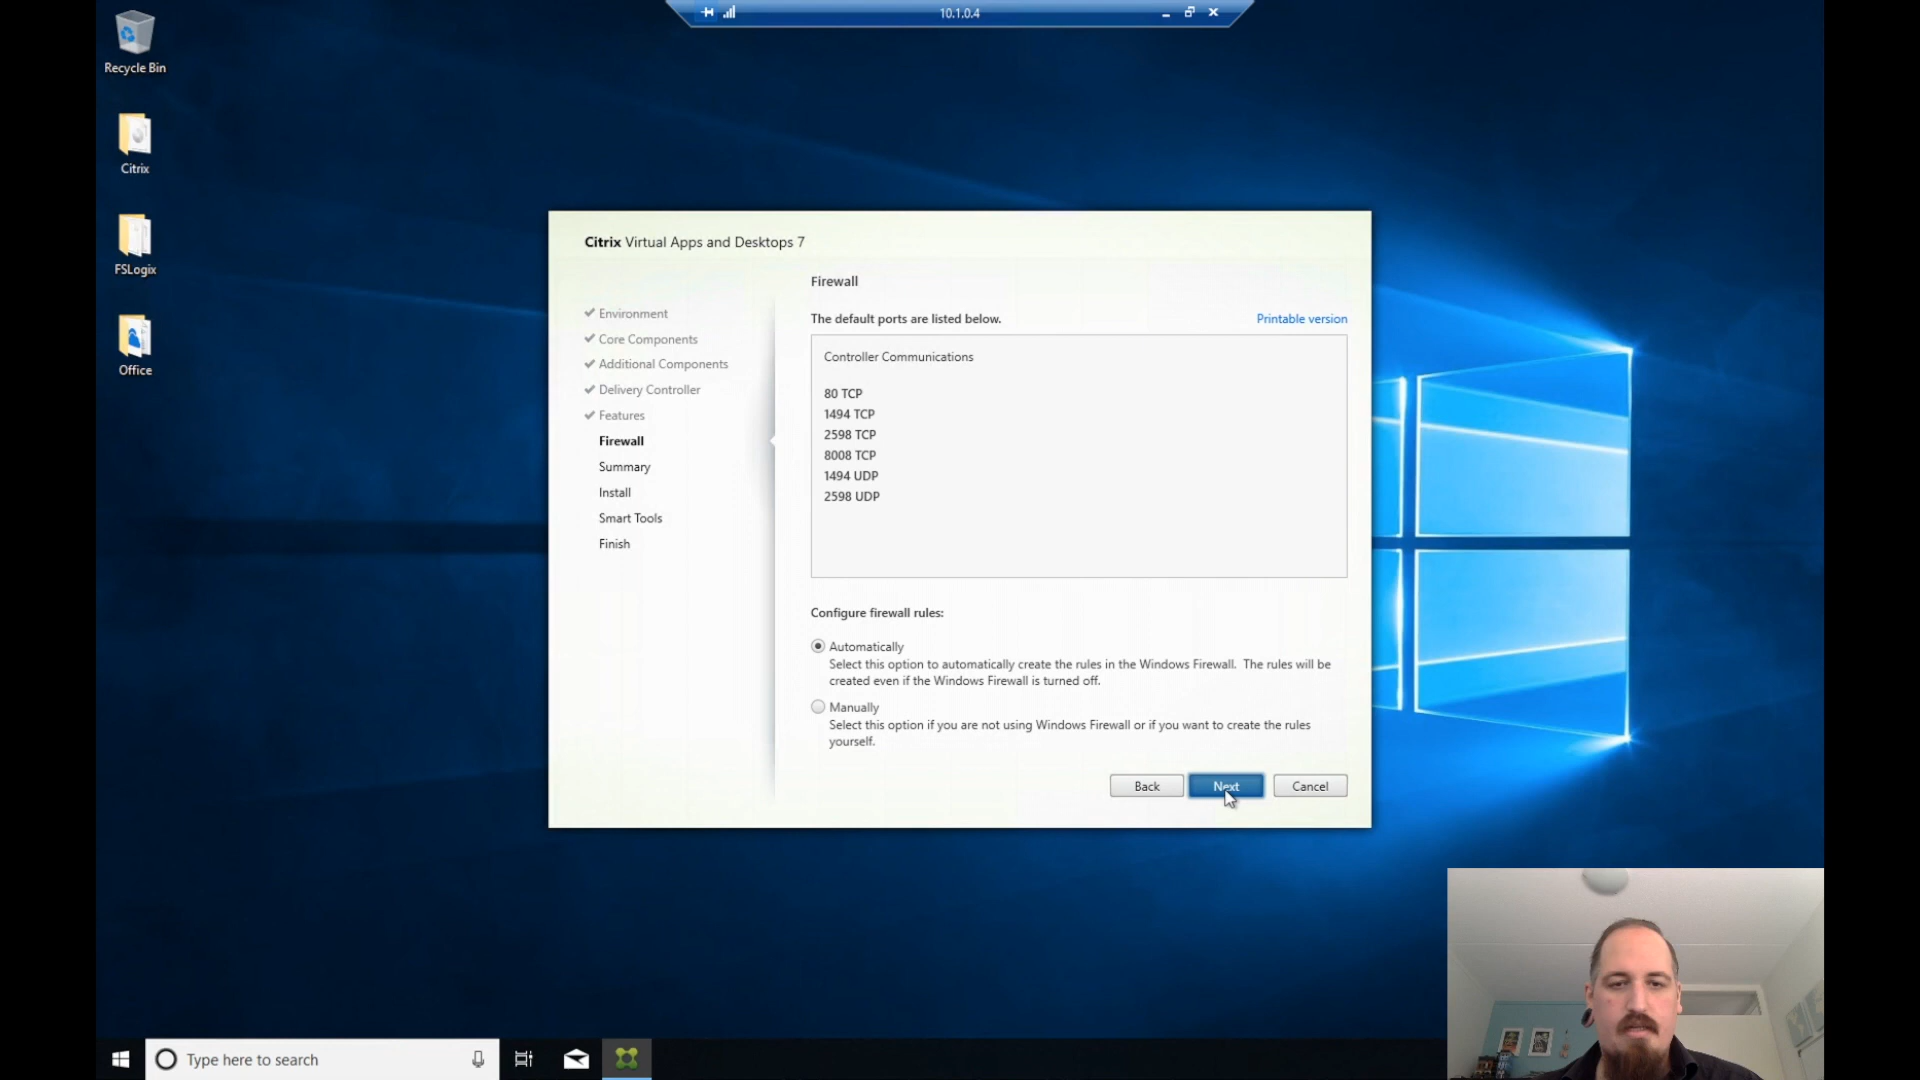 10.1.0.4
Recycle Bin
Citrix
FSLogix
Office
Citrix Virtual Apps and Desktops 7
Environment
Core Components
Additional Components
Delivery Controller
Features
Firewall
Summary
Install
Smart Tools
Finish
Firewall
The default ports are listed below.
Printable version
Controller Communications
80 TCP
1494 TCP
2598 TCP
8008 TCP
1494 UDP
2598 UDP
Configure firewall rules:
Automatically
Select this option to automatically create the rules in the Windows Firewall. The rules will be
created even if the Windows Firewall is turned off.
Manually
Select this option if you are not using Windows Firewall or if you want to create the rules
yourself.
Back
Next
Cancel
Type here to search